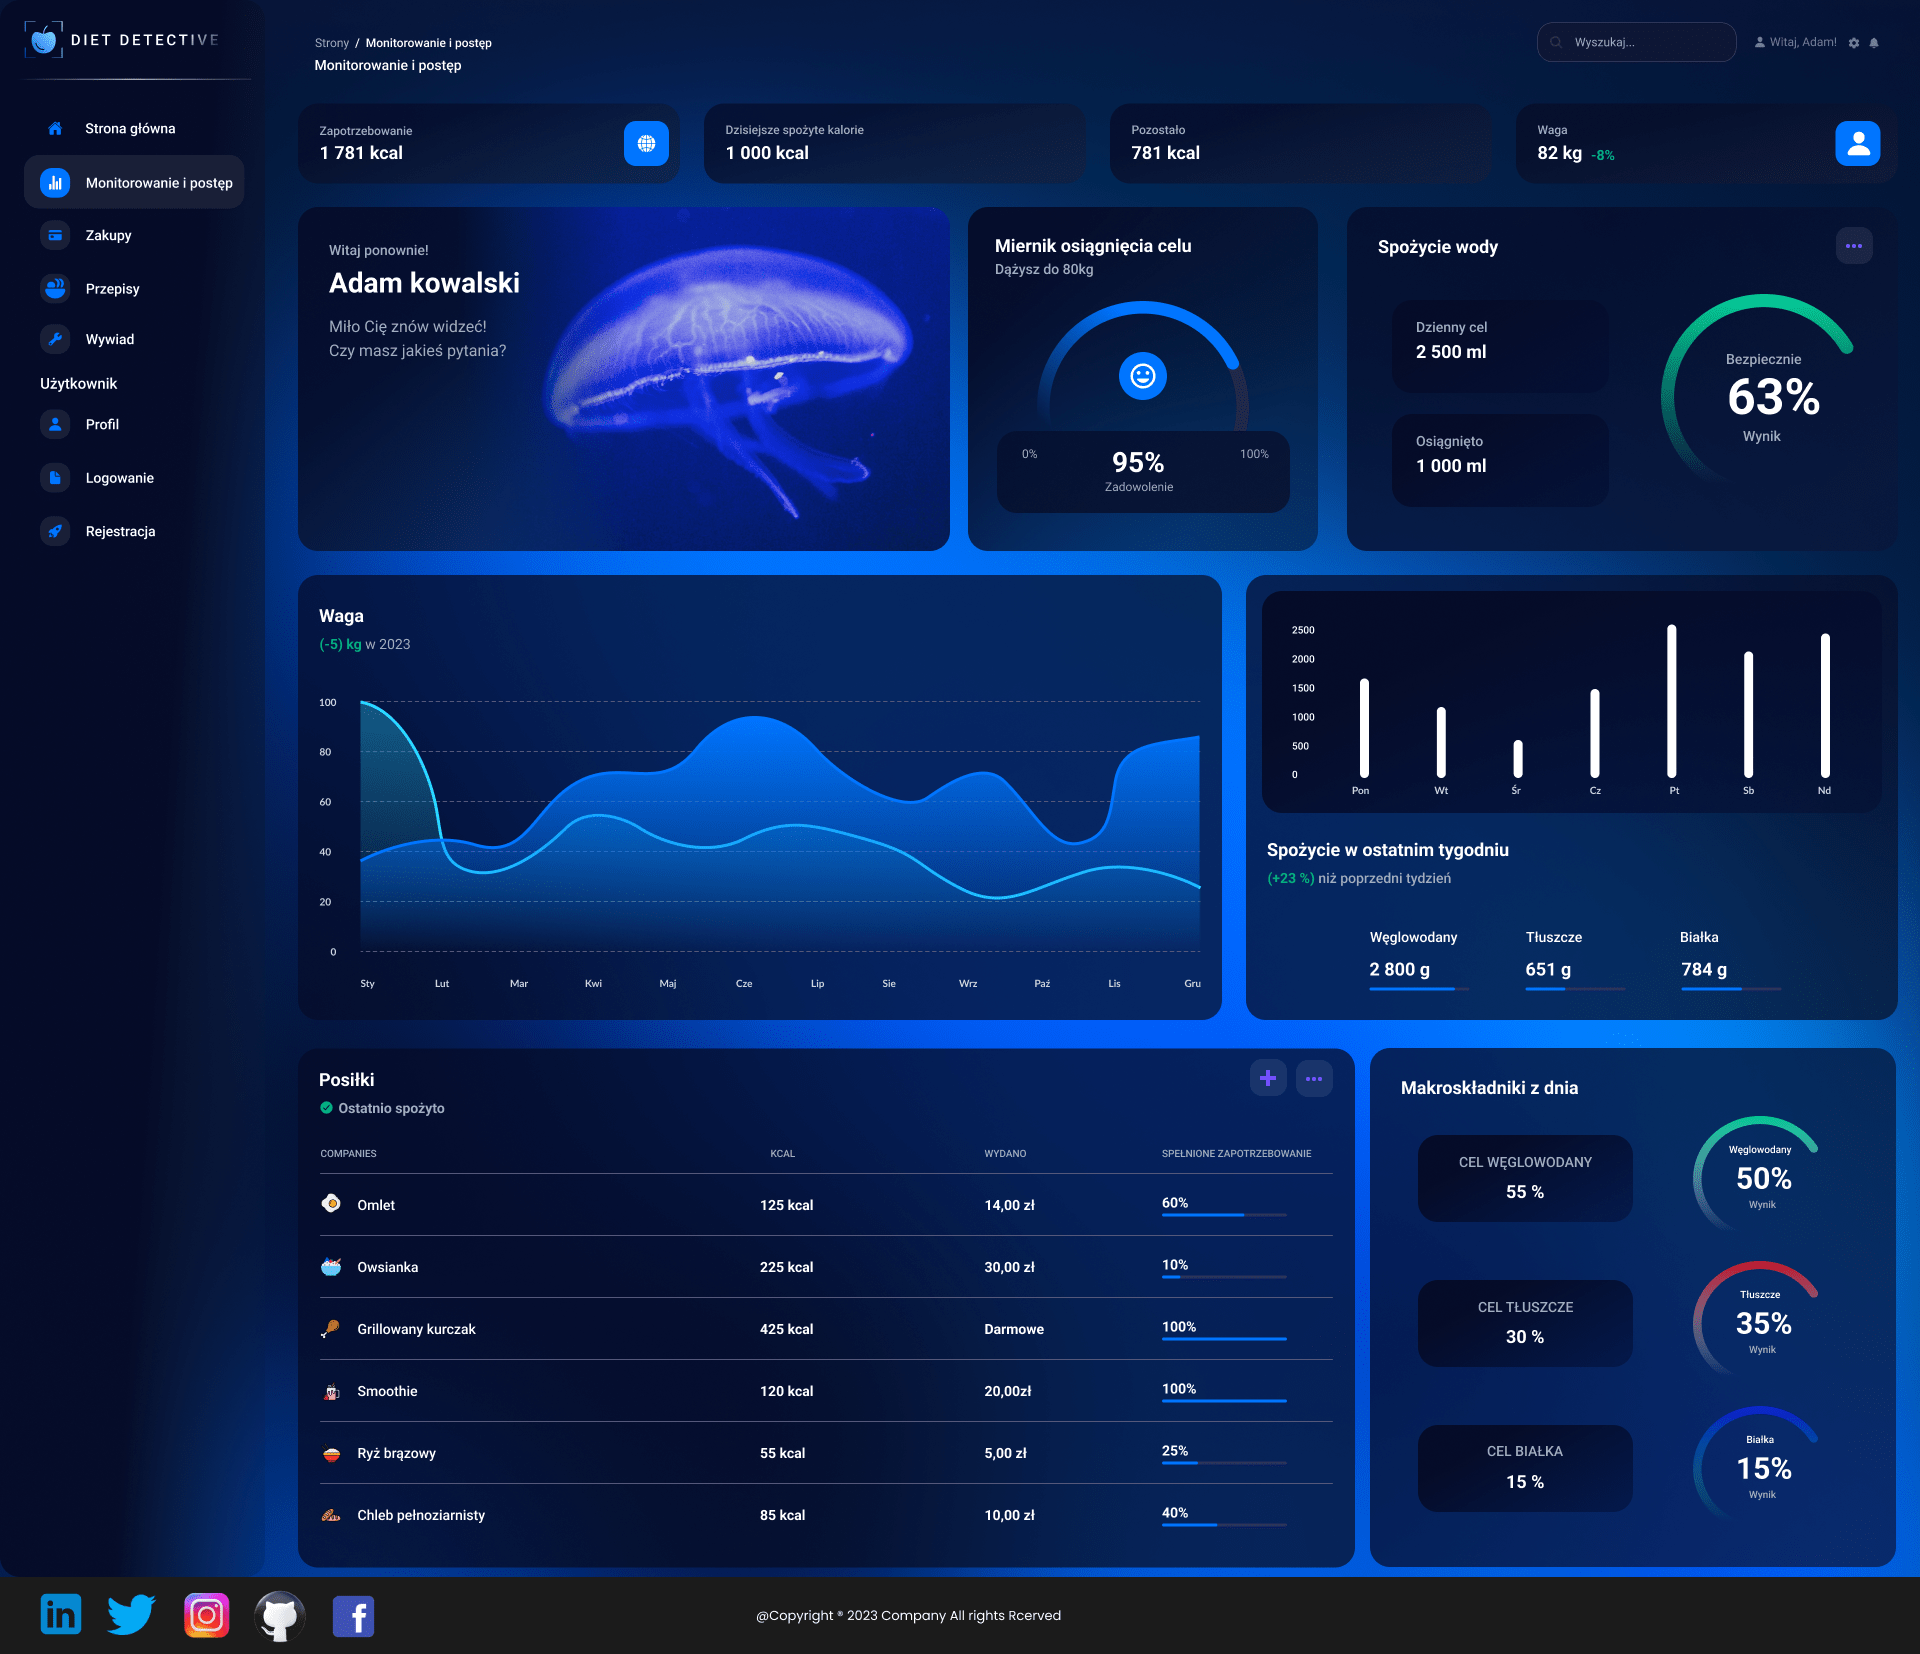 DIET DETECTIVE
Strona główna
Monitorowanie i postęp
Zakupy
Przepisy
Wywiad
Użytkownik
Profil
Logowanie
Rejestracja
Strony / Monitorowanie i postęp
Monitorowanie i postęp
Wyszukaj...
Witaj, Adam!
Zapotrzebowanie
1 781 kcal
Dzisiejsze spożyte kalorie
1 000 kcal
Pozostało
781 kcal
Waga
82 kg -8%
Witaj ponownie!
Adam kowalski
Miło Cię znów widzeć!
Czy masz jakieś pytania?
Miernik osiągnięcia celu
Dążysz do 80kg
0%
95%
100%
Zadowolenie
Spożycie wody
Dzienny cel
2 500 ml
Osiągnięto
1 000 ml
Bezpiecznie
63%
Wynik
Waga
(-5) kg w 2023
100
80
60
40
20
0
Sty Lut Mar Kwi Maj Cze Lip Sie Wrz Paź Lis Gru
2500
2000
1500
1000
500
0
Pon Wt Śr Cz Pt Sb Nd
Spożycie w ostatnim tygodniu
(+23 %) niż poprzedni tydzień
Węglowodany Tłuszcze Białka
2 800 g 651 g 784 g
Posiłki
Ostatnio spożyto
COMPANIES KCAL WYDANO SPEŁNIONE ZAPOTRZEBOWANIE
Omlet 125 kcal 14,00 zł 60%
Owsianka 225 kcal 30,00 zł 10%
Grillowany kurczak 425 kcal Darmowe 100%
Smoothie 120 kcal 20,00zł 100%
Ryż brązowy 55 kcal 5,00 zł 25%
Chleb pełnoziarnisty 85 kcal 10,00 zł 40%
Makroskładniki z dnia
CEL WĘGLOWODANY
55 %
Węglowodany
50%
Wynik
CEL TŁUSZCZE
30 %
Tłuszcze
35%
Wynik
CEL BIAŁKA
15 %
Białka
15%
Wynik
in
f
@Copyright ® 2023 Company All rights Rcerved